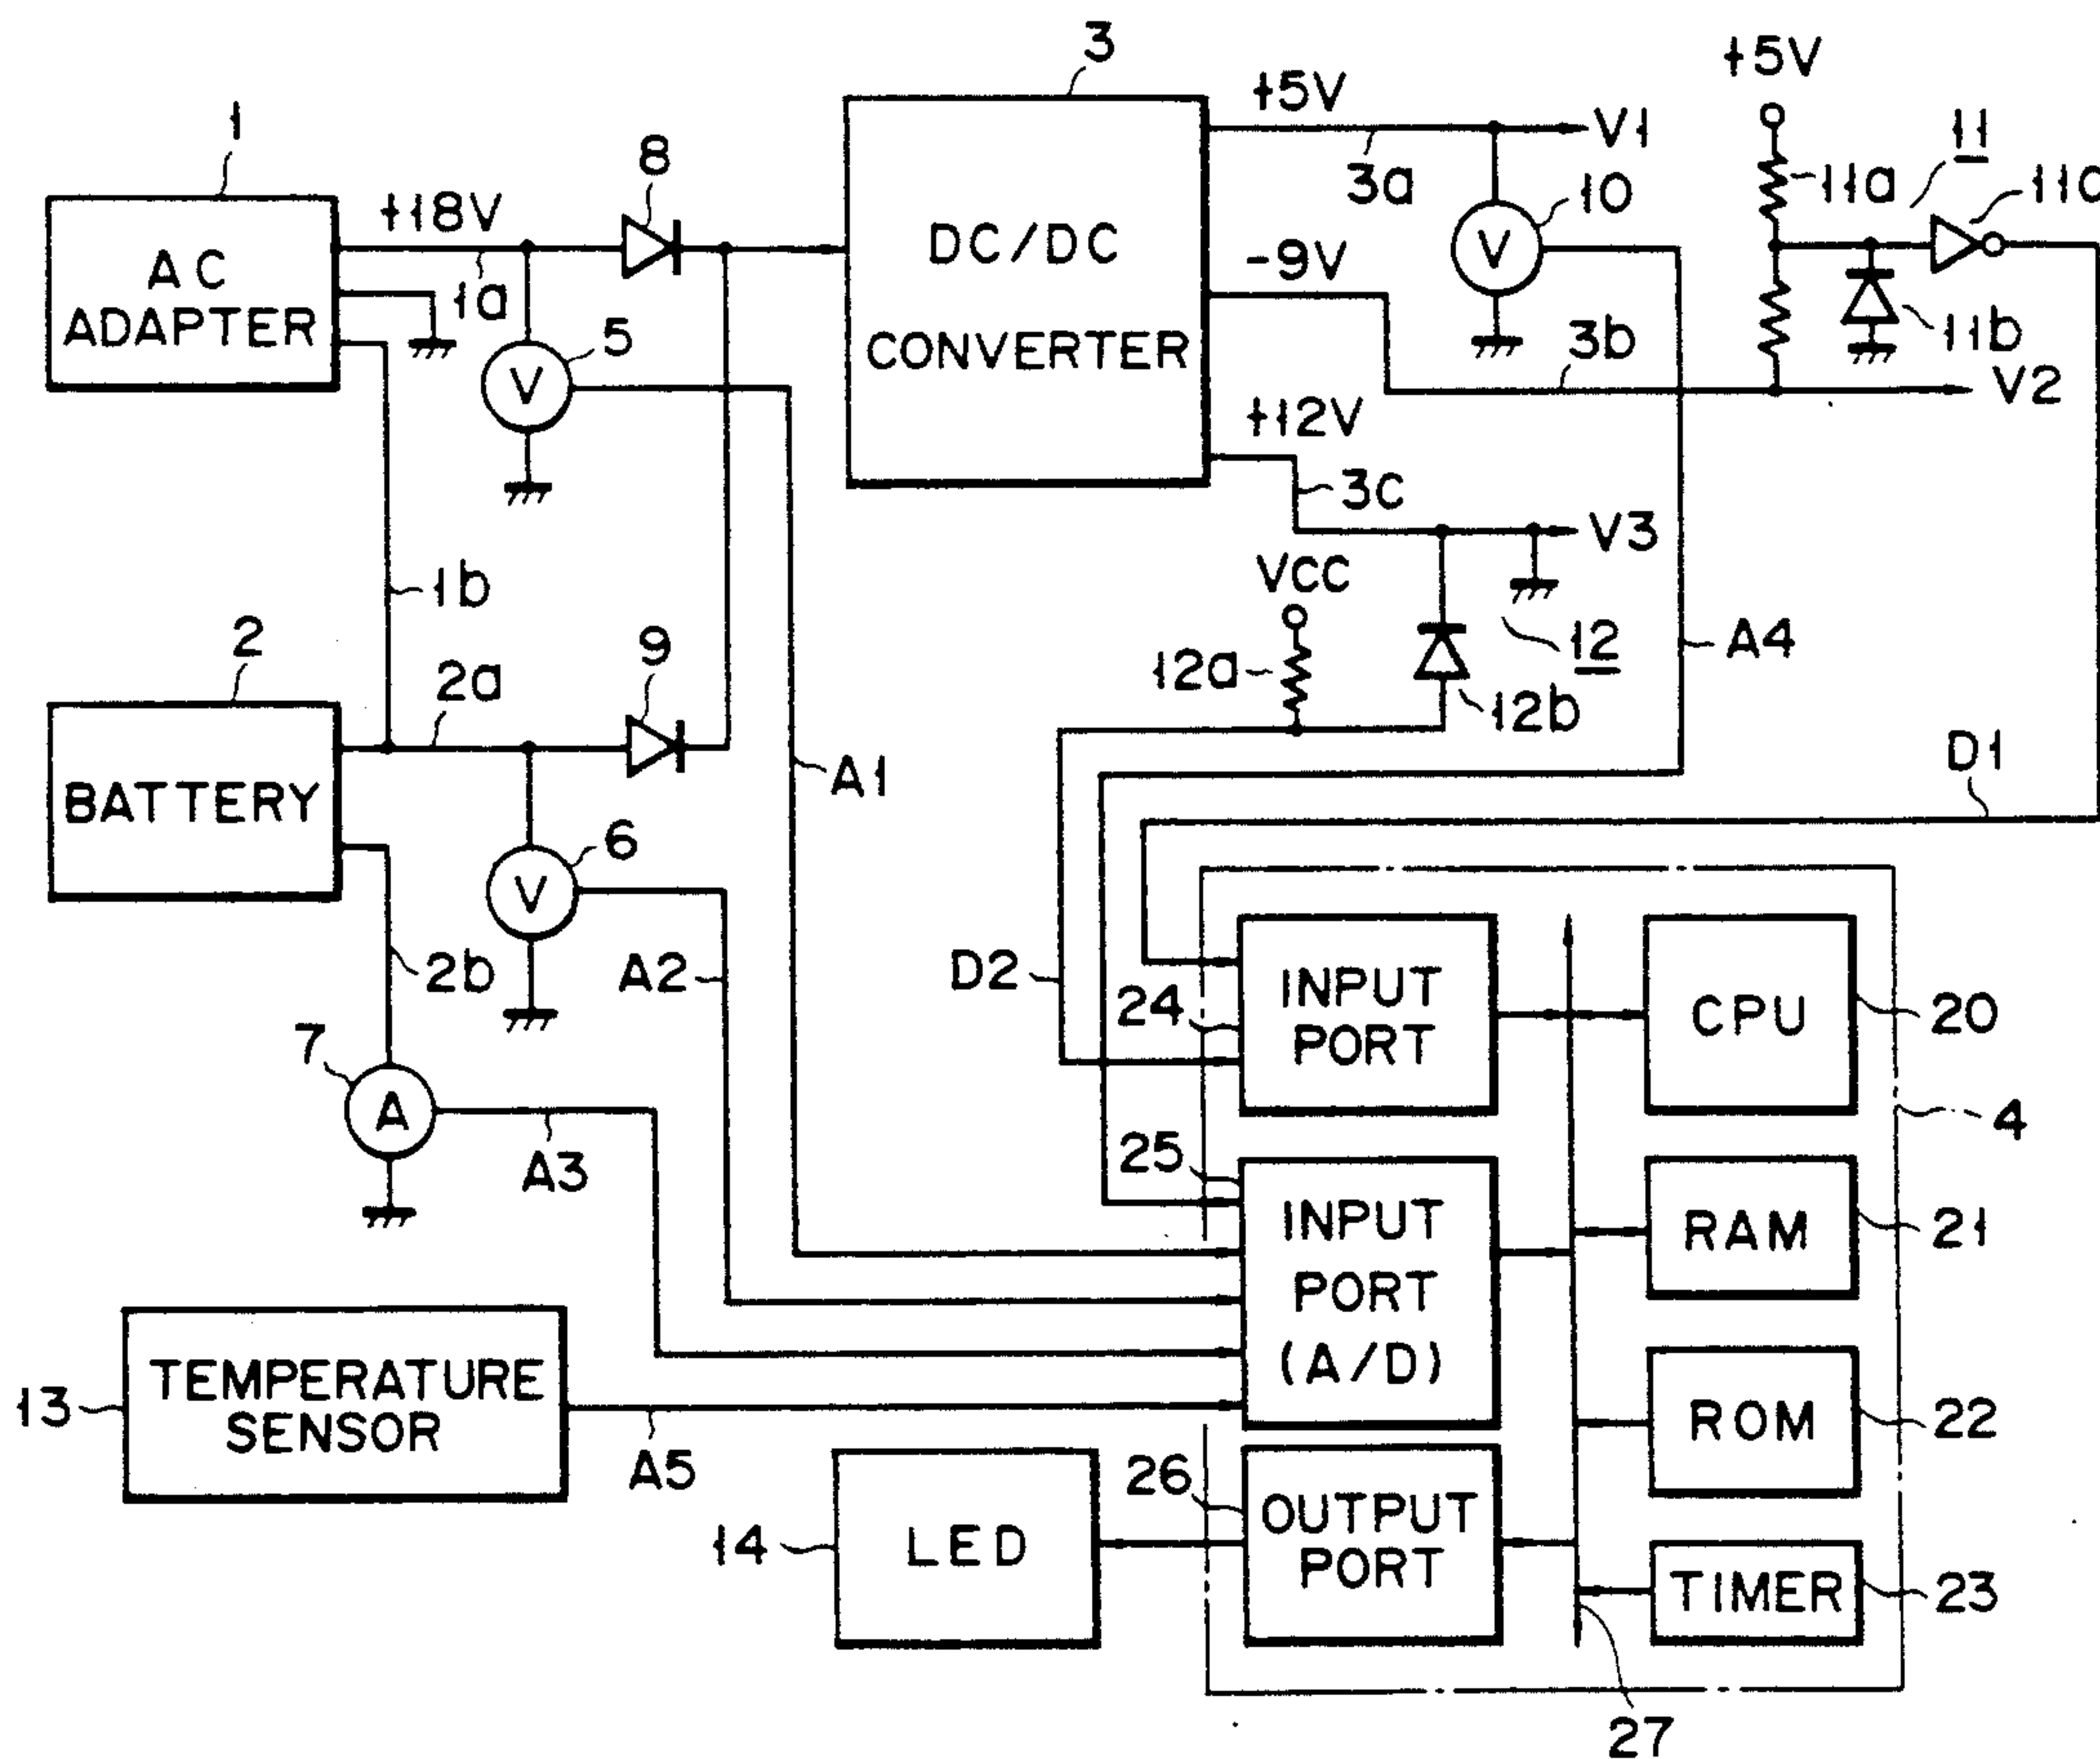 3
+5V
+5V
V1
11
1
8
3a
10
11a
11c
+18V
AC
ADAPTER
1a
DC/DC
CONVERTER
V
-9V
5
V
11b
3b
V2
+12V
3C
V3
VCC
1b
12
A4
2
9
2a
12a
12b
D1
BATTERY
A1
6
V
2b
A2
D2
INPUT
PORT
24
CPU
20
7
A
4
A3
25
INPUT
PORT
(A/D)
RAM
21
TEMPERATURE
SENSOR
13
ROM
22
A5
26
OUTPUT
PORT
14
LED
TIMER
23
27